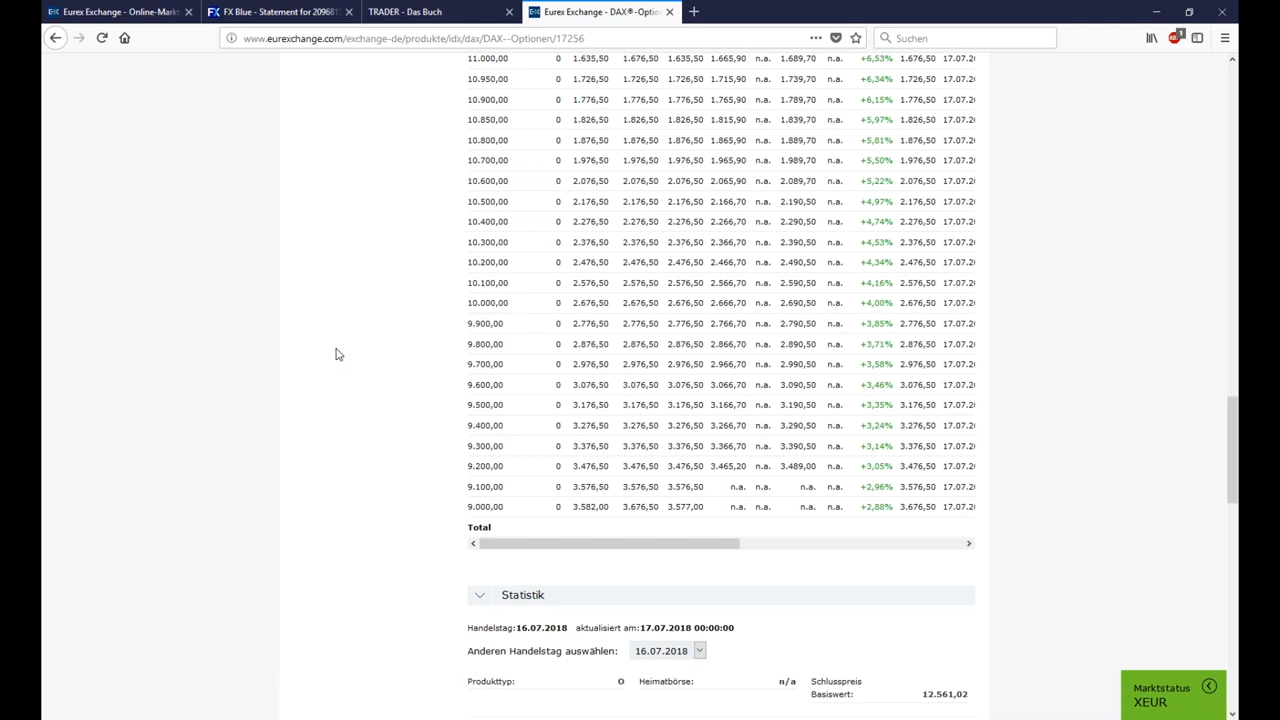 Eurex Exchange - Online-Markt
FX Blue - Statement for 20968
TRADER - Das Buch
Eurex Exchange - DAX®-Option
www.eurexchange.com/exchange-de/produkte/idx/dax/DAX--Optionen/17256
Suchen
11.000,00 0 1.635,50 1.676,50 1.635,50 1.665,90 n.a. 1.689,70 n.a. +6,53% 1.676,50 17.07.20
10.950,00 0 1.726,50 1.726,50 1.726,50 1.715,90 n.a. 1.739,70 n.a. +6,34% 1.726,50 17.07.20
10.900,00 0 1.776,50 1.776,50 1.776,50 1.765,90 n.a. 1.789,70 n.a. +6,15% 1.776,50 17.07.20
10.850,00 0 1.826,50 1.826,50 1.826,50 1.815,90 n.a. 1.839,70 n.a. +5,97% 1.826,50 17.07.20
10.800,00 0 1.876,50 1.876,50 1.876,50 1.865,90 n.a. 1.889,70 n.a. +5,81% 1.876,50 17.07.20
10.700,00 0 1.976,50 1.976,50 1.976,50 1.965,90 n.a. 1.989,70 n.a. +5,50% 1.976,50 17.07.20
10.600,00 0 2.076,50 2.076,50 2.076,50 2.065,90 n.a. 2.089,70 n.a. +5,22% 2.076,50 17.07.20
10.500,00 0 2.176,50 2.176,50 2.176,50 2.166,70 n.a. 2.190,50 n.a. +4,97% 2.176,50 17.07.20
10.400,00 0 2.276,50 2.276,50 2.276,50 2.266,70 n.a. 2.290,50 n.a. +4,74% 2.276,50 17.07.20
10.300,00 0 2.376,50 2.376,50 2.376,50 2.366,70 n.a. 2.390,50 n.a. +4,53% 2.376,50 17.07.20
10.200,00 0 2.476,50 2.476,50 2.476,50 2.466,70 n.a. 2.490,50 n.a. +4,34% 2.476,50 17.07.20
10.100,00 0 2.576,50 2.576,50 2.576,50 2.566,70 n.a. 2.590,50 n.a. +4,16% 2.576,50 17.07.20
10.000,00 0 2.676,50 2.676,50 2.676,50 2.666,70 n.a. 2.690,50 n.a. +4,00% 2.676,50 17.07.20
9.900,00 0 2.776,50 2.776,50 2.776,50 2.766,70 n.a. 2.790,50 n.a. +3,85% 2.776,50 17.07.20
9.800,00 0 2.876,50 2.876,50 2.876,50 2.866,70 n.a. 2.890,50 n.a. +3,71% 2.876,50 17.07.20
9.700,00 0 2.976,50 2.976,50 2.976,50 2.966,70 n.a. 2.990,50 n.a. +3,58% 2.976,50 17.07.20
9.600,00 0 3.076,50 3.076,50 3.076,50 3.066,70 n.a. 3.090,50 n.a. +3,46% 3.076,50 17.07.20
9.500,00 0 3.176,50 3.176,50 3.176,50 3.166,70 n.a. 3.190,50 n.a. +3,35% 3.176,50 17.07.20
9.400,00 0 3.276,50 3.276,50 3.276,50 3.266,70 n.a. 3.290,50 n.a. +3,24% 3.276,50 17.07.20
9.300,00 0 3.376,50 3.376,50 3.376,50 3.366,70 n.a. 3.390,50 n.a. +3,14% 3.376,50 17.07.20
9.200,00 0 3.476,50 3.476,50 3.476,50 3.465,20 n.a. 3.489,00 n.a. +3,05% 3.476,50 17.07.20
9.100,00 0 3.576,50 3.576,50 3.576,50 n.a. n.a. n.a. n.a. +2,96% 3.576,50 17.07.20
9.000,00 0 3.582,00 3.676,50 3.577,00 n.a. n.a. n.a. n.a. +2,88% 3.676,50 17.07.20
Total
Statistik
Handelstag:16.07.2018 aktualisiert am:17.07.2018 00:00:00
Anderen Handelstag auswählen: 16.07.2018
Produkttyp: O Heimatbörse: n/a Schlusspreis
Basiswert: 12.561,02
Marktstatus
XEUR